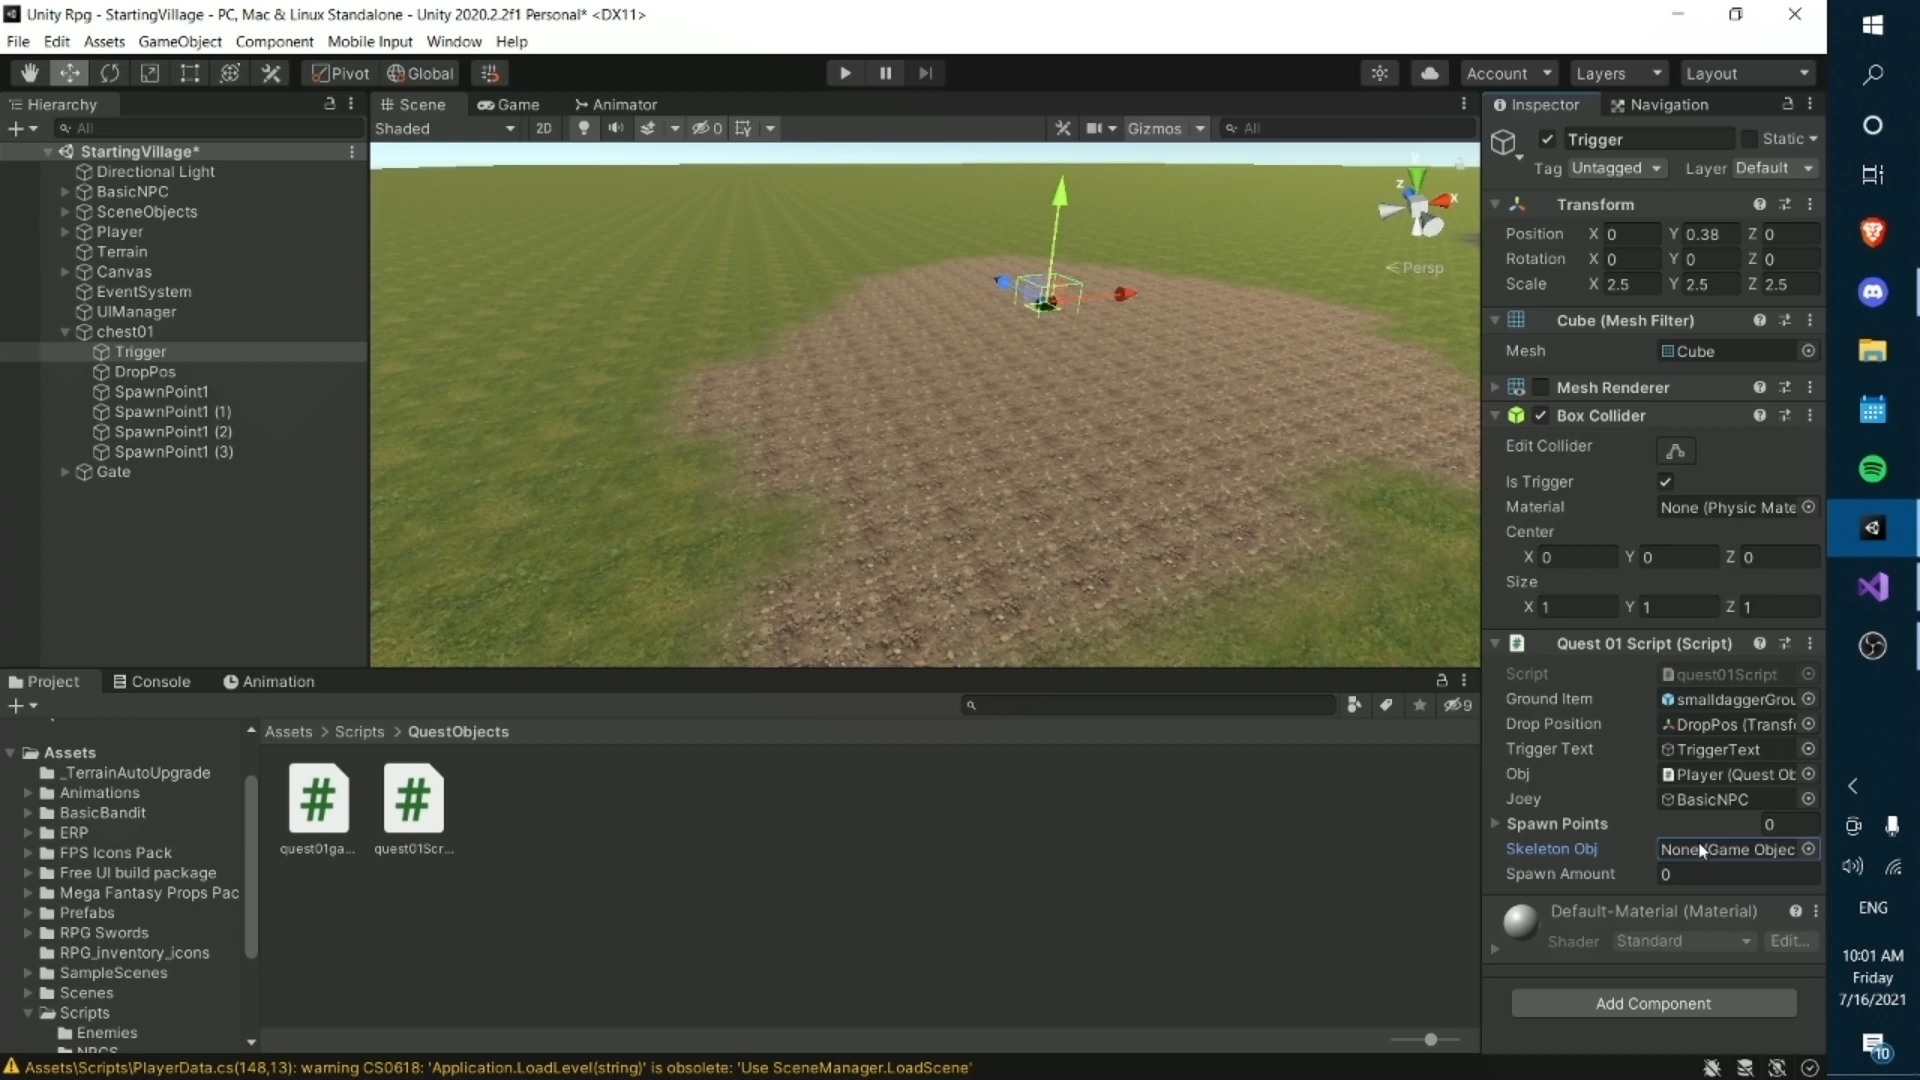 Unity Rpg - StartingVillage - PC, Mac & Linux Standalone - Unity 2020.2.2f1 Personal* <DX11>
File Edit Assets GameObject Component Mobile Input Window Help
Pivot Global Account Layers Layout
Hierarchy
All
StartingVillage*
Directional Light
BasicNPC
SceneObjects
Player
Terrain
Canvas
EventSystem
UIManager
chest01
Trigger
DropPos
SpawnPoint1
SpawnPoint1 (1)
SpawnPoint1 (2)
SpawnPoint1 (3)
Gate
Scene Game Animator
Shaded 2D 0 Gizmos All
y
z
x
Persp
Inspector Navigation
Trigger Static
Tag Untagged Layer Default
Transform
Position X 0 Y 0.38 Z 0
Rotation X 0 Y 0 Z 0
Scale X 2.5 Y 2.5 Z 2.5
Cube (Mesh Filter)
Mesh Cube
Mesh Renderer
Box Collider
Edit Collider
Is Trigger
Material None (Physic Mate
Center
X 0 Y 0 Z 0
Size
X 1 Y 1 Z 1
Quest 01 Script (Script)
Script quest01Script
Ground Item smalldaggerGrou
Drop Position DropPos (Transf
Trigger Text TriggerText
Obj Player (Quest Ob
Joey BasicNPC
Spawn Points 0
Skeleton Obj None (Game Objec
Spawn Amount 0
Default-Material (Material)
Shader Standard Edit...
Add Component
Project Console Animation
9
Assets
_TerrainAutoUpgrade
Animations
BasicBandit
ERP
FPS Icons Pack
Free UI build package
Mega Fantasy Props Pac
Prefabs
RPG Swords
RPG_inventory_icons
SampleScenes
Scenes
Scripts
Enemies
NPCS
Assets > Scripts > QuestObjects
quest01ga... quest01Scr...
Assets\Scripts\PlayerData.cs(148,13): warning CS0618: 'Application.LoadLevel(string)' is obsolete: 'Use SceneManager.LoadScene'
ENG
10:01 AM
Friday
7/16/2021
10